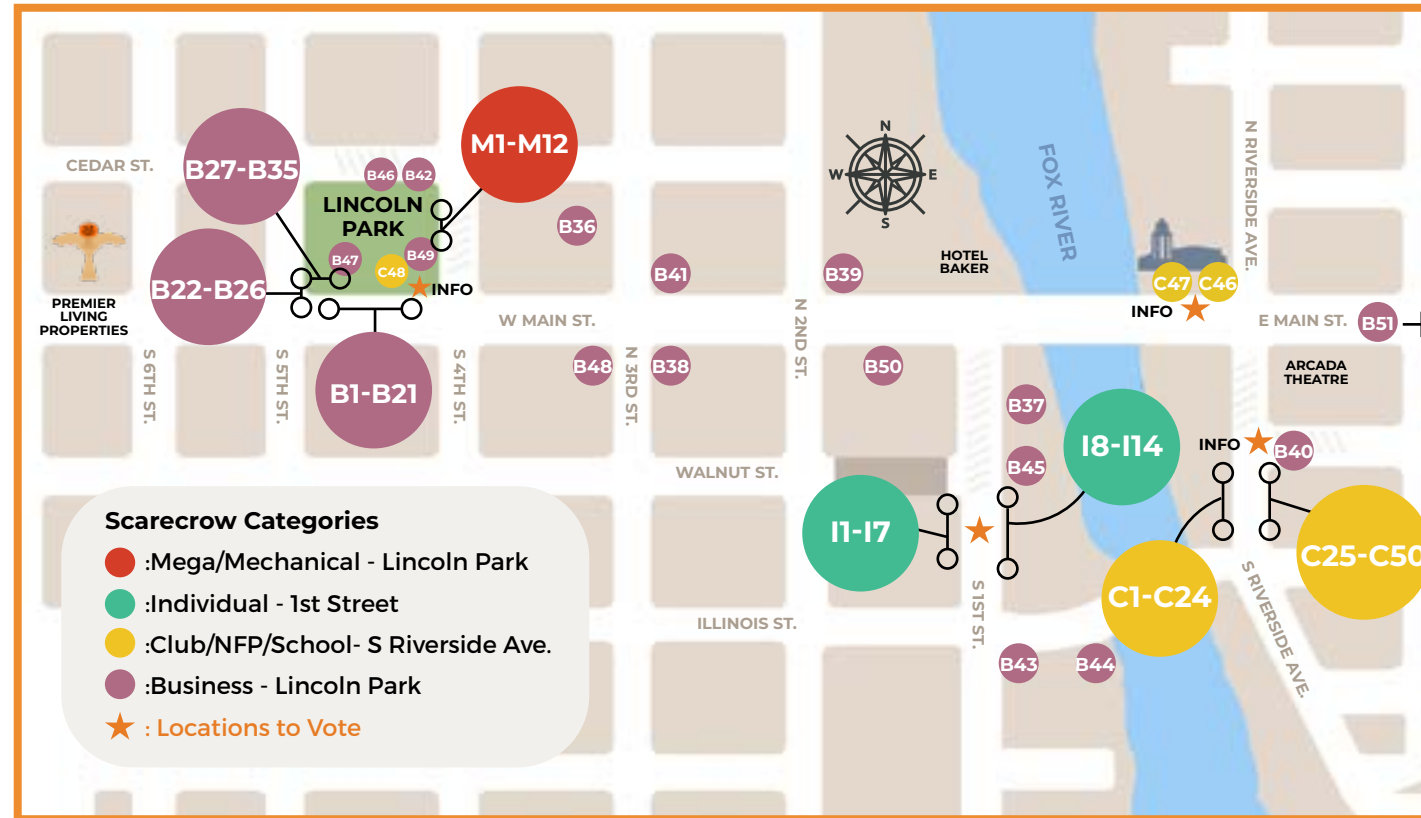 CEDAR ST.
B27-B35
B46
B42
M1-M12
LINCOLN
PARK
B36
B47
C48
B49
INFO
B22-B26
PREMIER
LIVING
PROPERTIES
B1-B21
W MAIN ST.
B41
B39
B48
B38
B50
S 6TH ST.
S 5TH ST.
S 4TH ST.
N 3RD ST.
N 2ND ST.
N
W
E
S
HOTEL
BAKER
FOX RIVER
N RIVERSIDE AVE.
C47
C46
INFO
E MAIN ST.
B51
ARCADA
THEATRE
B37
B45
I8-I14
INFO
B40
WALNUT ST.
I1-I7
C1-C24
C25-C50
S 1ST ST.
S RIVERSIDE AVE.
ILLINOIS ST.
B43
B44
Scarecrow Categories
:Mega/Mechanical - Lincoln Park
:Individual - 1st Street
:Club/NFP/School- S Riverside Ave.
:Business - Lincoln Park
: Locations to Vote